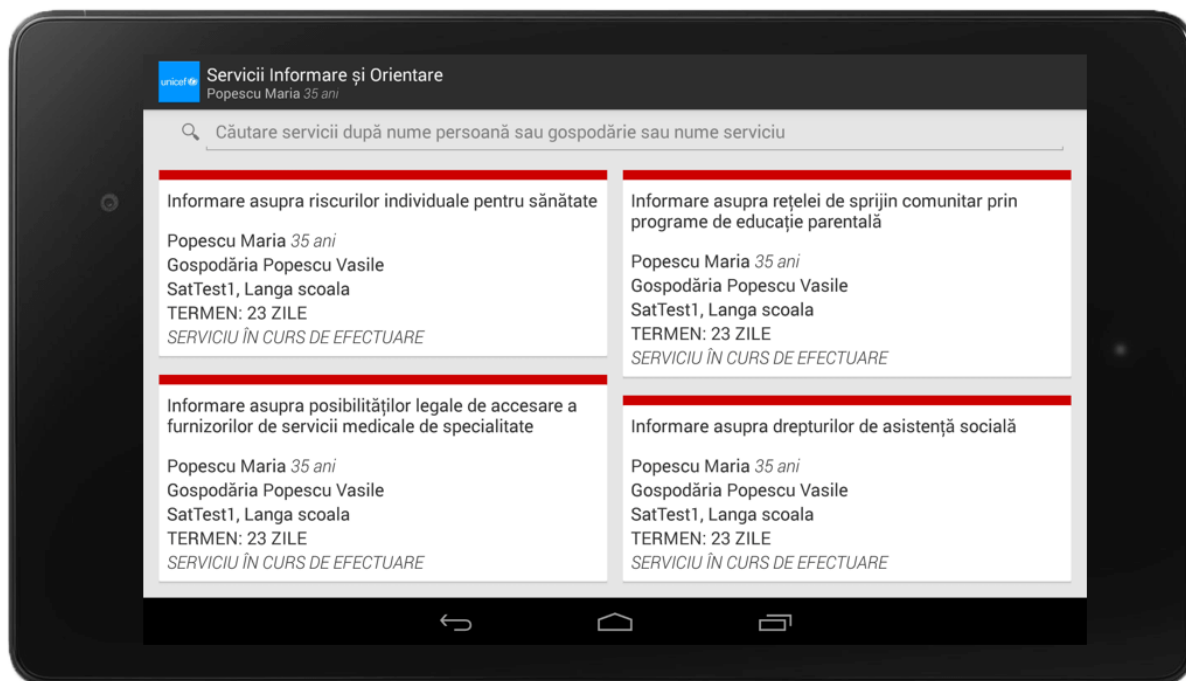 unicef
Servicii Informare și Orientare
Popescu Maria 35 ani
Căutare servicii după nume persoană sau gospodărie sau nume serviciu
Informare asupra riscurilor individuale pentru sănătate
Popescu Maria 35 ani
Gospodăria Popescu Vasile
SatTest1, Langa scoala
TERMEN: 23 ZILE
SERVICIU ÎN CURS DE EFECTUARE
Informare asupra rețelei de sprijin comunitar prin
programe de educație parentală
Popescu Maria 35 ani
Gospodăria Popescu Vasile
SatTest1, Langa scoala
TERMEN: 23 ZILE
SERVICIU ÎN CURS DE EFECTUARE
Informare asupra posibilităților legale de accesare a
furnizorilor de servicii medicale de specialitate
Popescu Maria 35 ani
Gospodăria Popescu Vasile
SatTest1, Langa scoala
TERMEN: 23 ZILE
SERVICIU ÎN CURS DE EFECTUARE
Informare asupra drepturilor de asistență socială
Popescu Maria 35 ani
Gospodăria Popescu Vasile
SatTest1, Langa scoala
TERMEN: 23 ZILE
SERVICIU ÎN CURS DE EFECTUARE